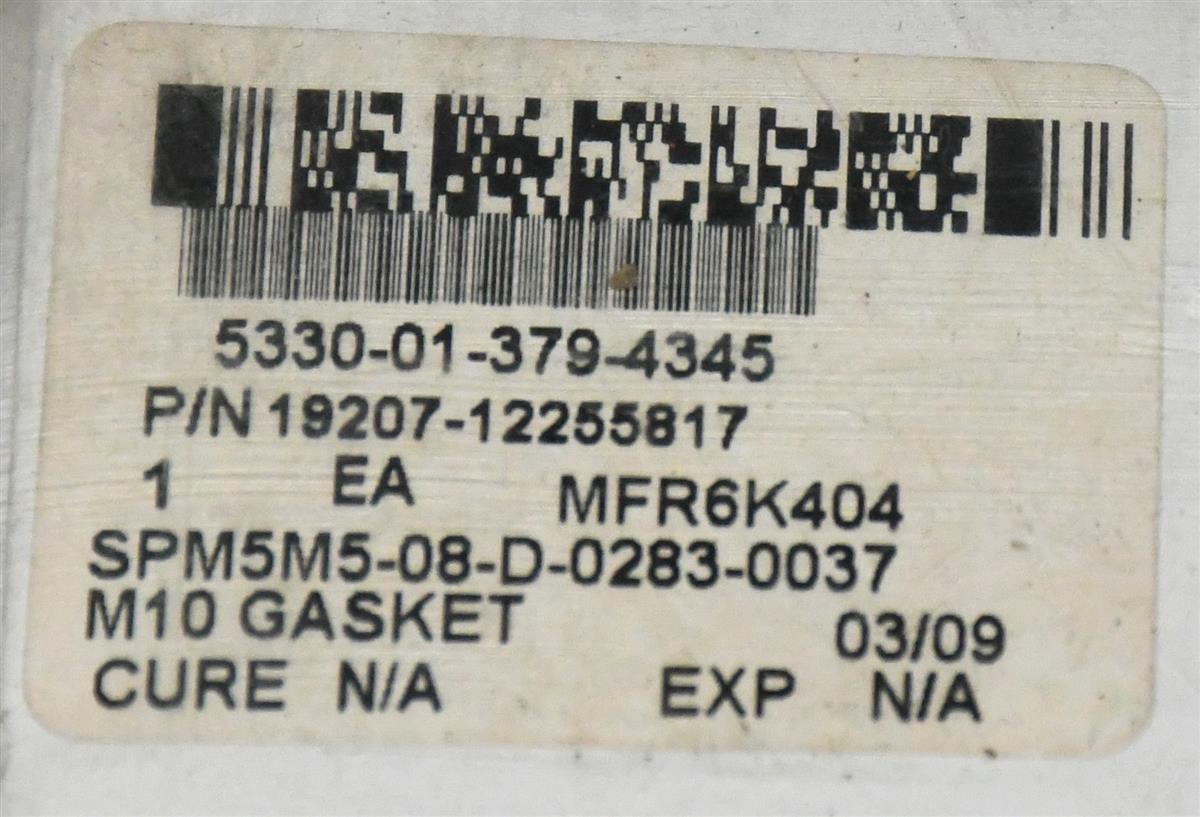 5330-01-379-4345
P/N 19207-12255817
1 EA MFR6K404
SPM5M5-08-D-0283-0037
M10 GASKET 03/09
CURE N/A EXP N/A